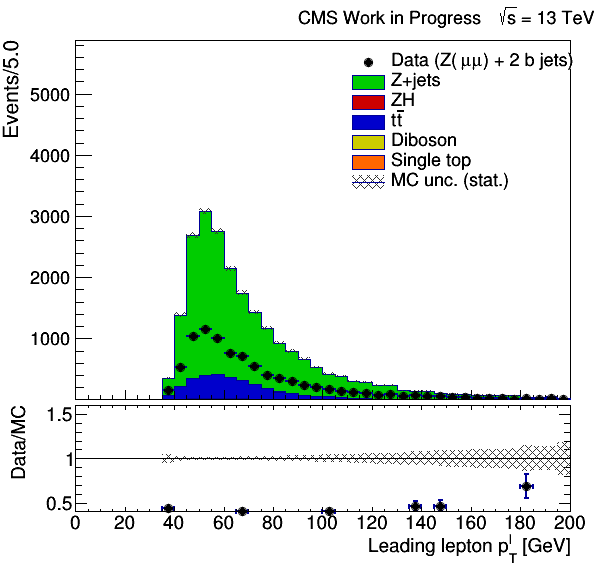 CMS Work in Progress √s = 13 TeV
Events/5.0
Data (Z(μμ) + 2 b jets)
Z+jets
ZH
tt̅
Diboson
Single top
MC unc. (stat.)
5000
4000
3000
2000
1000
Data/MC
1.5
1
0.5
0 20 40 60 80 100 120 140 160 180 200
Leading lepton p_T^l [GeV]